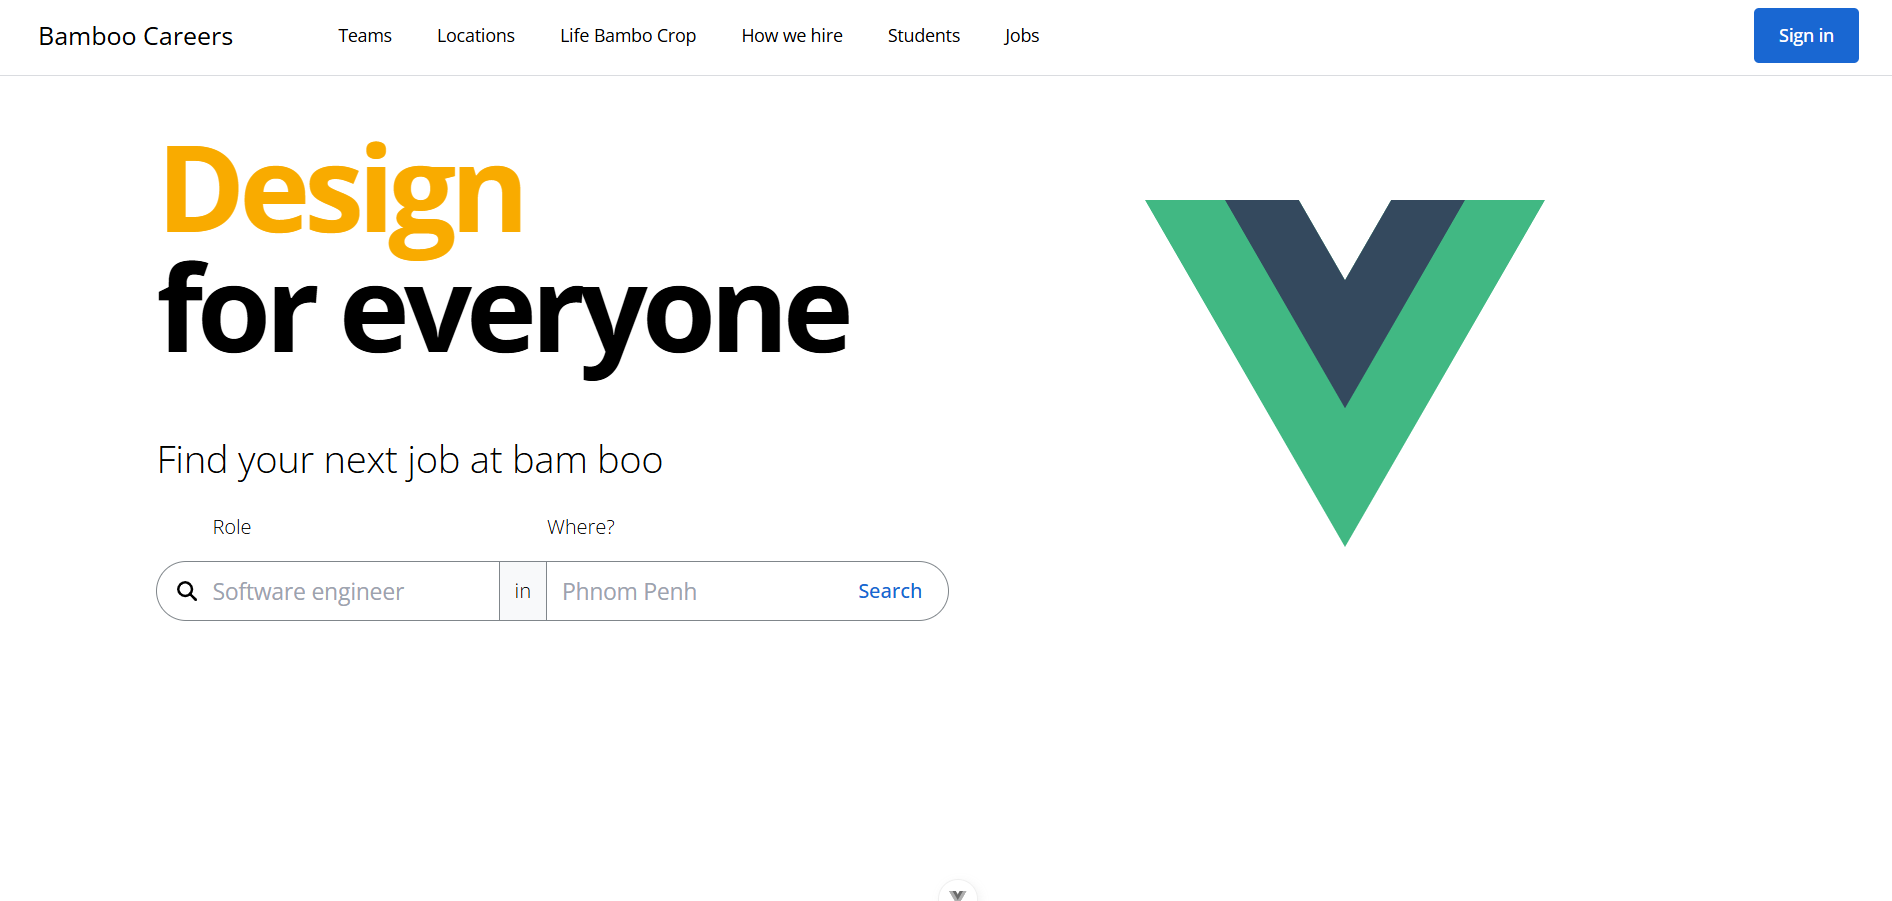 Bamboo Careers Teams Locations Life Bambo Crop How we hire Students Jobs Sign in
Design
for everyone
Find your next job at bam boo
Role Where?
Software engineer in Phnom Penh Search